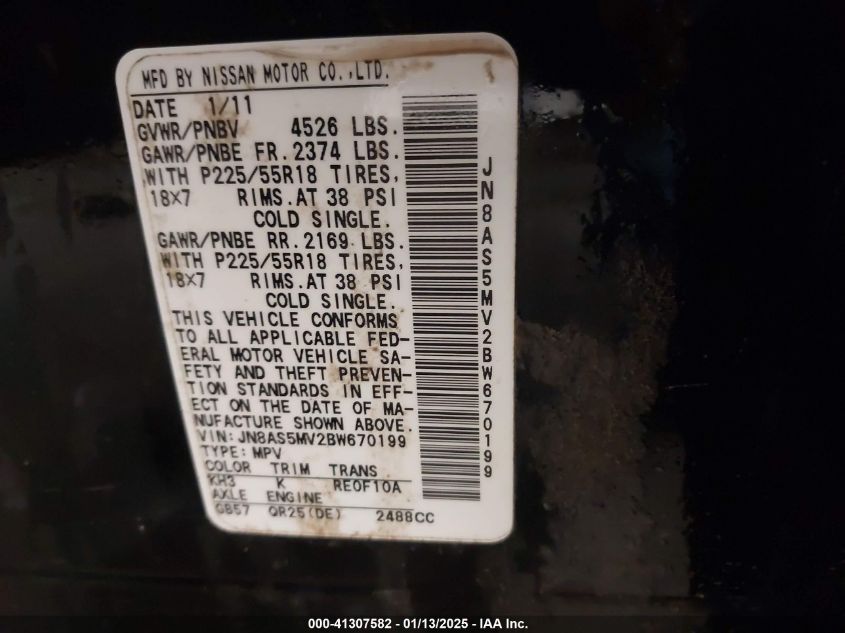 MFD BY NISSAN MOTOR CO.,LTD.
DATE 1/11
GVWR/PNBV 4526 LBS.
GAWR/PNBE FR. 2374 LBS.
WITH P225/55R18 TIRES,
18X7 RIMS.AT 38 PSI
COLD SINGLE.
GAWR/PNBE RR. 2169 LBS.
WITH P225/55R18 TIRES,
18X7 RIMS.AT 38 PSI
COLD SINGLE.
THIS VEHICLE CONFORMS
TO ALL APPLICABLE FED-
ERAL MOTOR VEHICLE SA-
FETY AND THEFT PREVEN-
TION STANDARDS IN EFF-
ECT ON THE DATE OF MA-
NUFACTURE SHOWN ABOVE.
VIN:JN8AS5MV2BW670199
TYPE:MPV
COLOR TRIM TRANS
KH3 K RE0F10A
AXLE ENGINE
GB57 QR25(DE) 2488CC
JN8AS5MV2BW670199
000-41307582 - 01/13/2025 - IAA Inc.